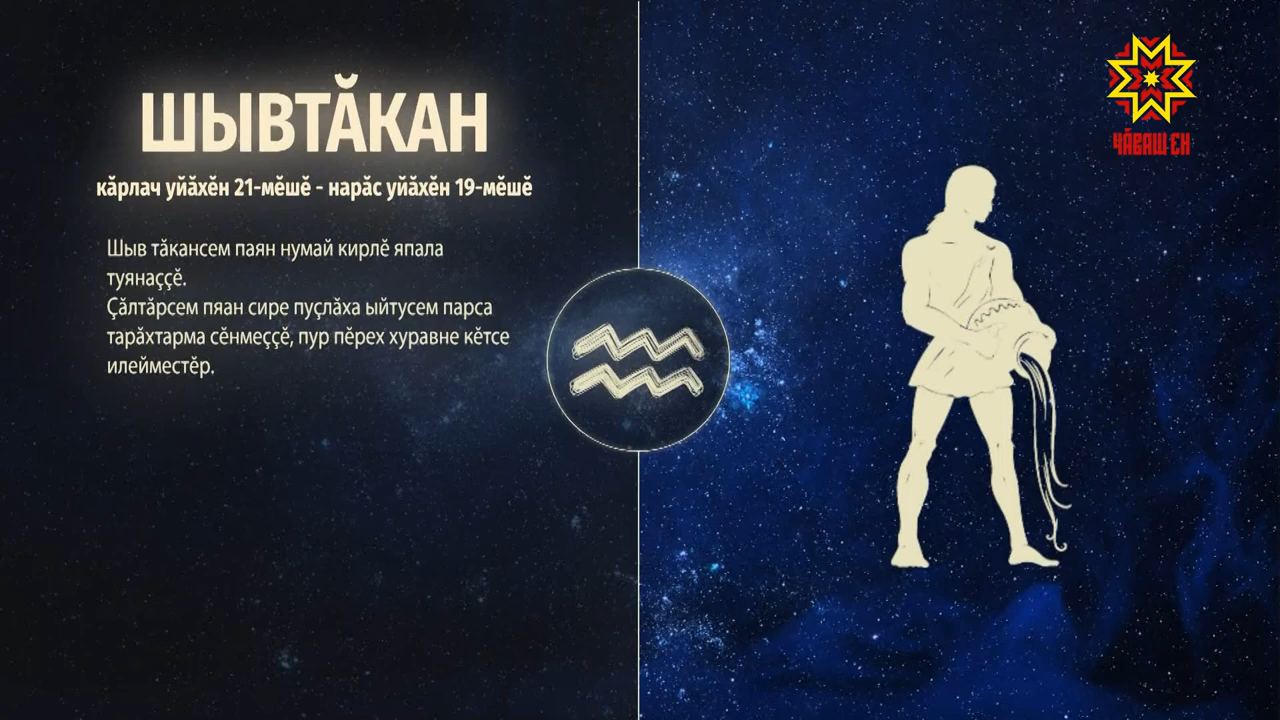 ШЫВТӐКАН
кӑрлач уйӑхӗн 21-мӗшӗ - нарӑс уйӑхӗн 19-мӗшӗ
Шыв тӑкансем паян нумай кирлӗ япала
туянаҫҫӗ.
Ҫӑлтӑрсем пяан сире пуҫлӑха ыйтусем парса
тарӑхтарма сӗнмеҫҫӗ, пур пӗрех хуравне кӗтсе
илейместӗр.
ЧӐВАШ ЕН